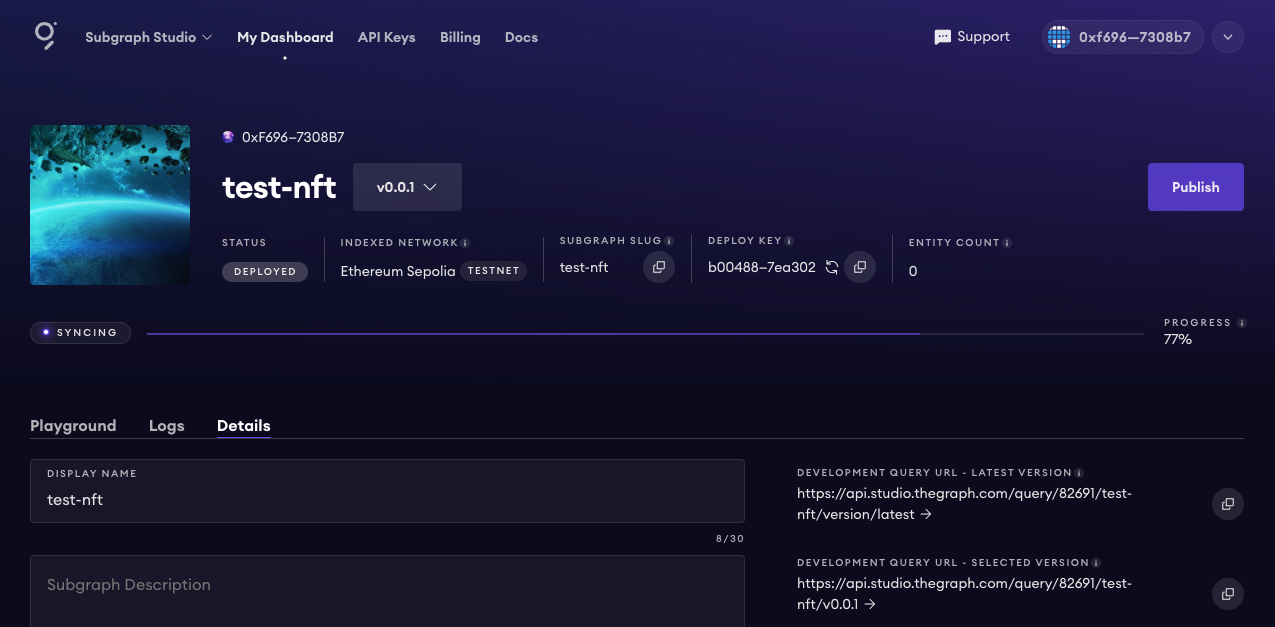 Subgraph Studio My Dashboard API Keys Billing Docs Support 0xf696—7308b7
0xF696—7308B7
test-nft v0.0.1 Publish
STATUS INDEXED NETWORK SUBGRAPH SLUG DEPLOY KEY ENTITY COUNT
DEPLOYED Ethereum Sepolia TESTNET test-nft b00488—7ea302 0
SYNCING PROGRESS
77%
Playground Logs Details
DISPLAY NAME
test-nft
8/30
Subgraph Description
DEVELOPMENT QUERY URL - LATEST VERSION
https://api.studio.thegraph.com/query/82691/test-
nft/version/latest →
DEVELOPMENT QUERY URL - SELECTED VERSION
https://api.studio.thegraph.com/query/82691/test-
nft/v0.0.1 →